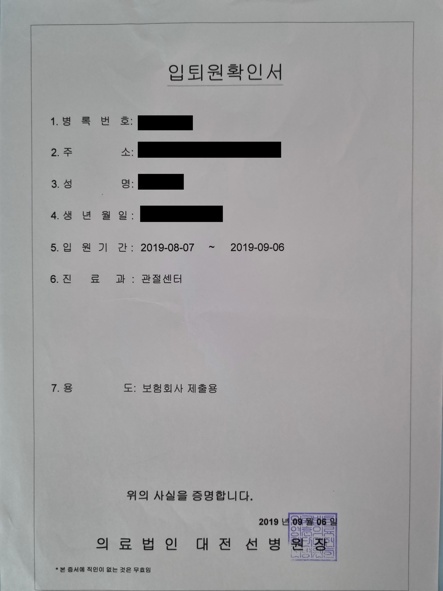 입퇴원확인서
1. 병 록 번 호:
2. 주 소:
3. 성 명:
4. 생 년 월 일 :
5. 입 원 기 간 : 2019-08-07 ~ 2019-09-06
6. 진 료 과 : 관절센터
7. 용 도: 보험회사 제출용
위의 사실을 증명합니다.
2019 년 09 월 06 일
의 료 법 인 대 전 선 병 원 장
* 본 증서에 직인이 없는 것은 무효임